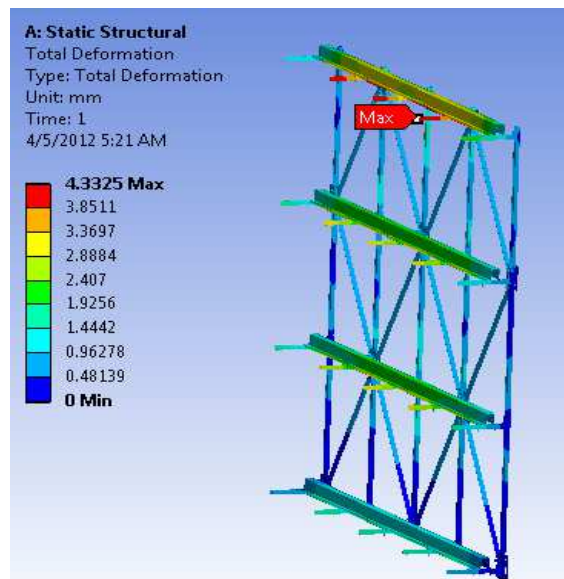 A: Static Structural
Total Deformation
Type: Total Deformation
Unit: mm
Time: 1
4/5/2012 5:21 AM
Max
4.3325 Max
3.8511
3.3697
2.8884
2.407
1.9256
1.4442
0.96278
0.48139
0 Min